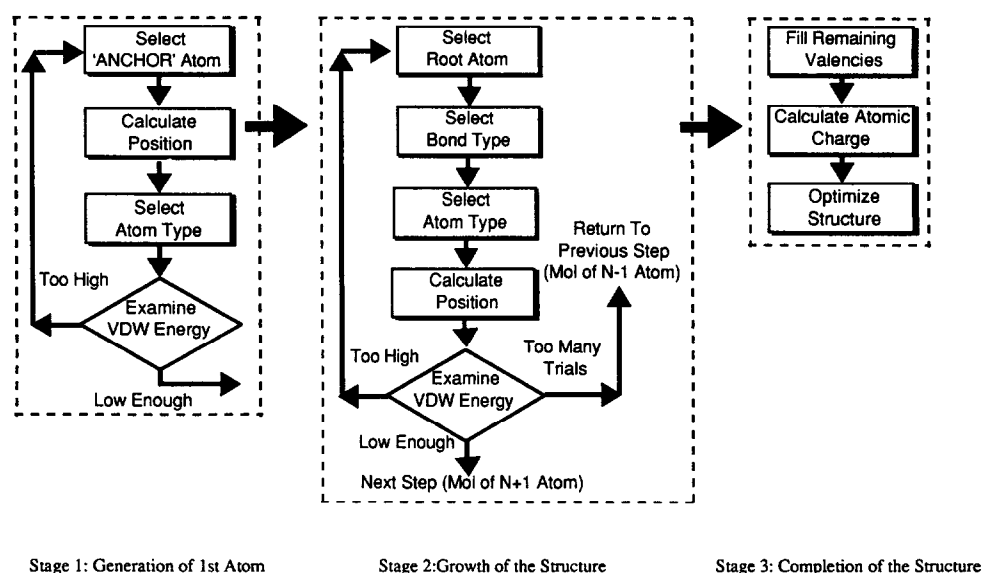 Select
'ANCHOR' Atom
Calculate
Position
Select
Atom Type
Too High
Examine
VDW Energy
Low Enough
Select
Root Atom
Select
Bond Type
Select
Atom Type
Return To
Previous Step
(Mol of N-1 Atom)
Calculate
Position
Too High
Too Many
Trials
Examine
VDW Energy
Low Enough
Next Step (Mol of N+1 Atom)
Fill Remaining
Valencies
Calculate Atomic
Charge
Optimize
Structure
Stage 1: Generation of 1st Atom
Stage 2:Growth of the Structure
Stage 3: Completion of the Structure